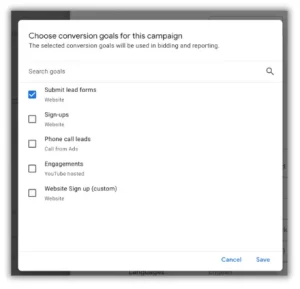 Choose conversion goals for this campaign
The selected conversion goals will be used in bidding and reporting.
Search goals
Submit lead forms
Website
Sign-ups
Website
Phone call leads
Call from Ads
Engagements
YouTube hosted
Website Sign up (custom)
Website
Cancel Save
Languages